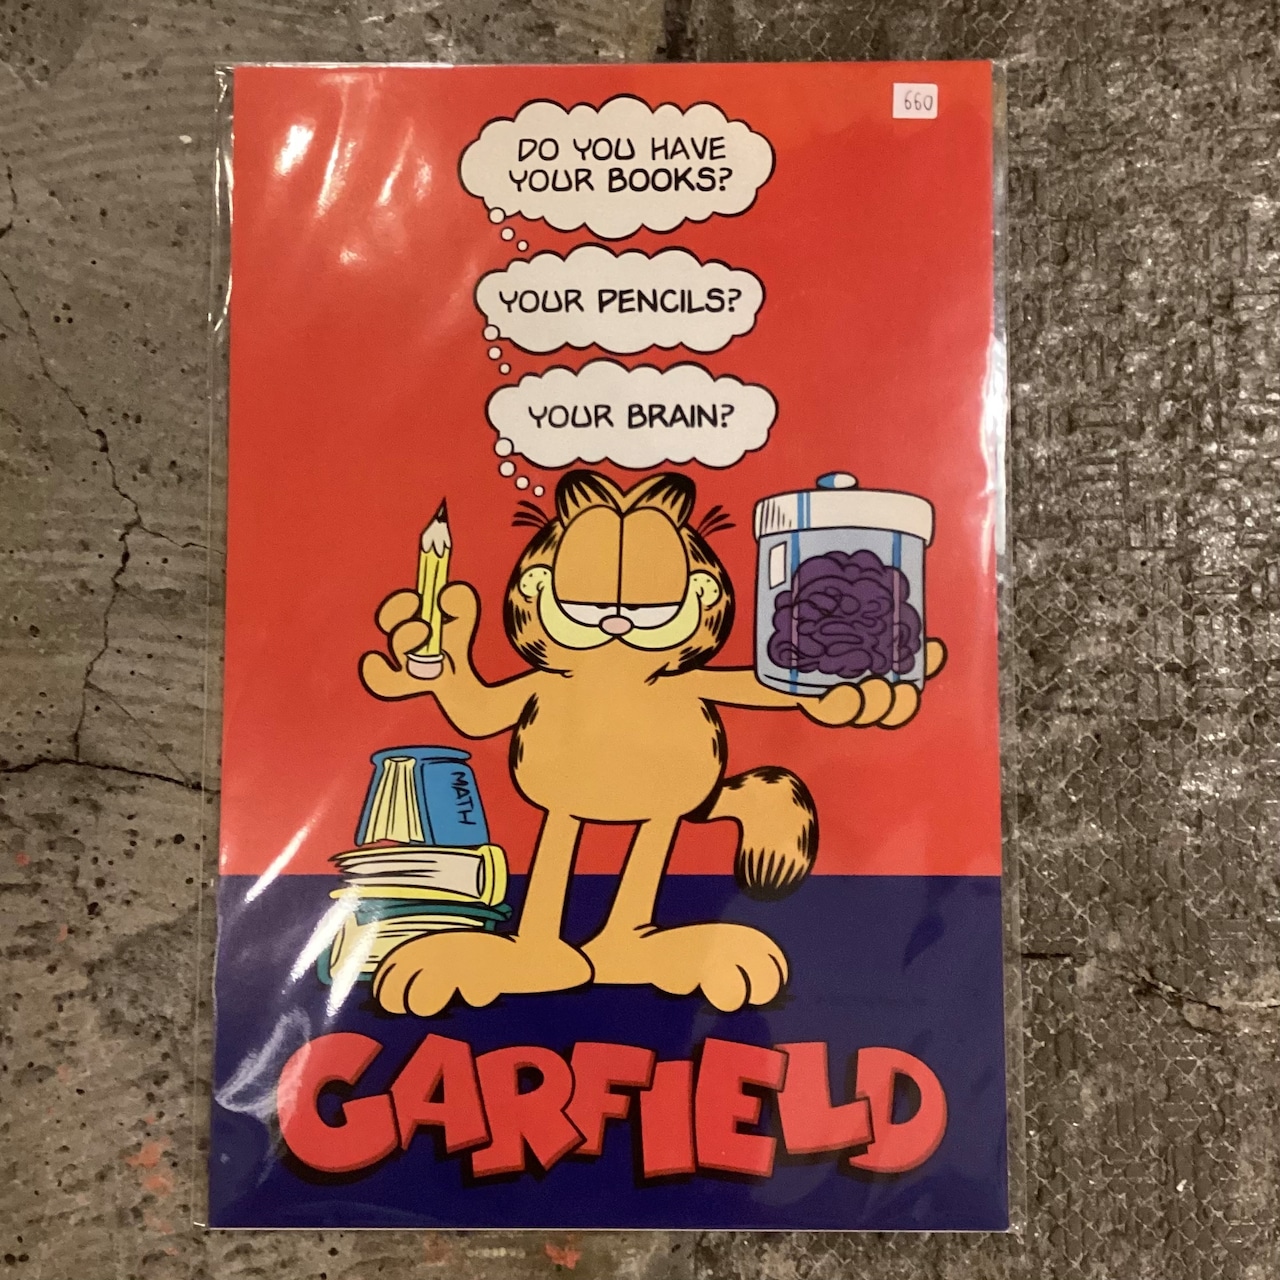 660
DO YOU HAVE
YOUR BOOKS?
YOUR PENCILS?
YOUR BRAIN?
MATH
GARFIELD